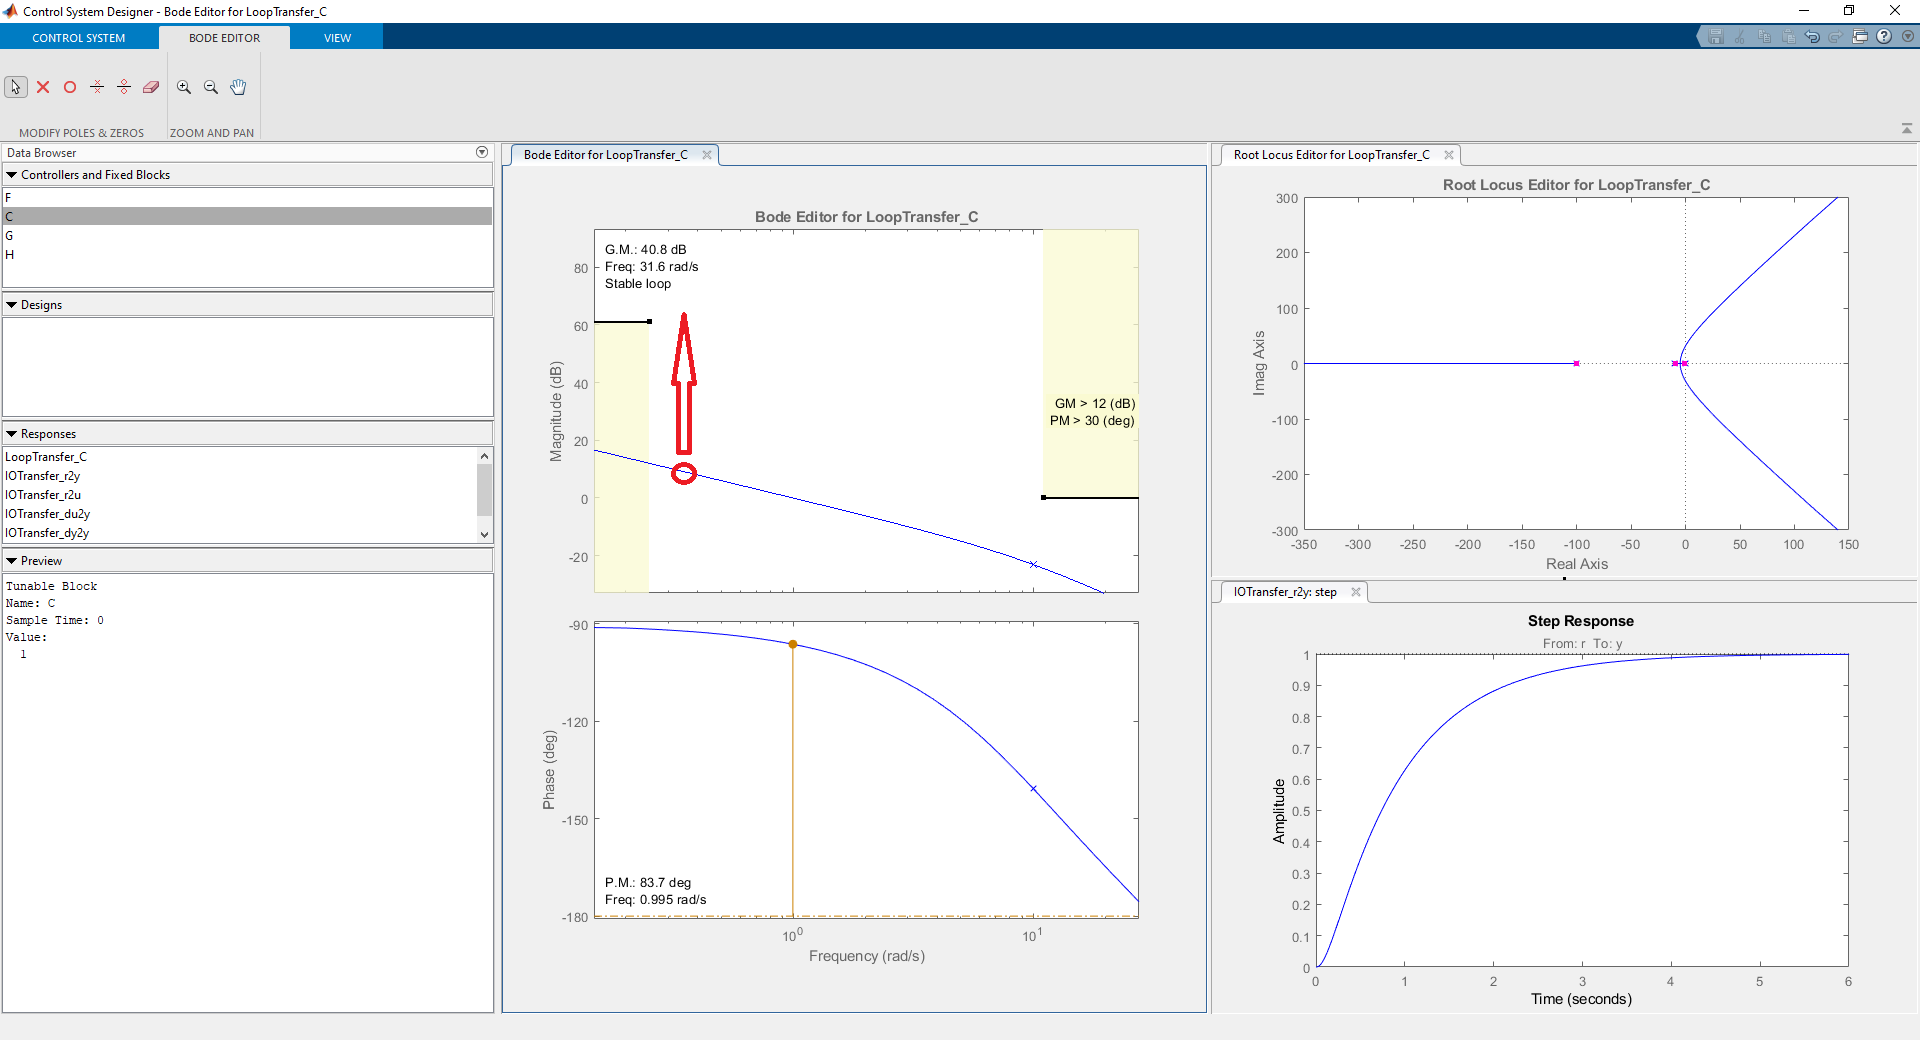 Control System Designer - Bode Editor for LoopTransfer_C
CONTROL SYSTEM
BODE EDITOR
VIEW
MODIFY POLES & ZEROS
ZOOM AND PAN
Data Browser
Controllers and Fixed Blocks
F
C
G
H
Designs
Responses
LoopTransfer_C
IOTransfer_r2y
IOTransfer_r2u
IOTransfer_du2y
IOTransfer_dy2y
Preview
Tunable Block
Name: C
Sample Time: 0
Value:
1
Bode Editor for LoopTransfer_C
Bode Editor for LoopTransfer_C
G.M.: 40.8 dB
Freq: 31.6 rad/s
Stable loop
80
60
40
20
0
-20
Magnitude (dB)
GM > 12 (dB)
PM > 30 (deg)
-90
-120
-150
-180
Phase (deg)
P.M.: 83.7 deg
Freq: 0.995 rad/s
10^0
10^1
Frequency (rad/s)
Root Locus Editor for LoopTransfer_C
Root Locus Editor for LoopTransfer_C
300
200
100
0
-100
-200
-300
Imag Axis
-350 -300 -250 -200 -150 -100 -50 0 50 100 150
Real Axis
IOTransfer_r2y: step
Step Response
From: r To: y
1
0.9
0.8
0.7
0.6
0.5
0.4
0.3
0.2
0.1
0
Amplitude
0 1 2 3 4 5 6
Time (seconds)